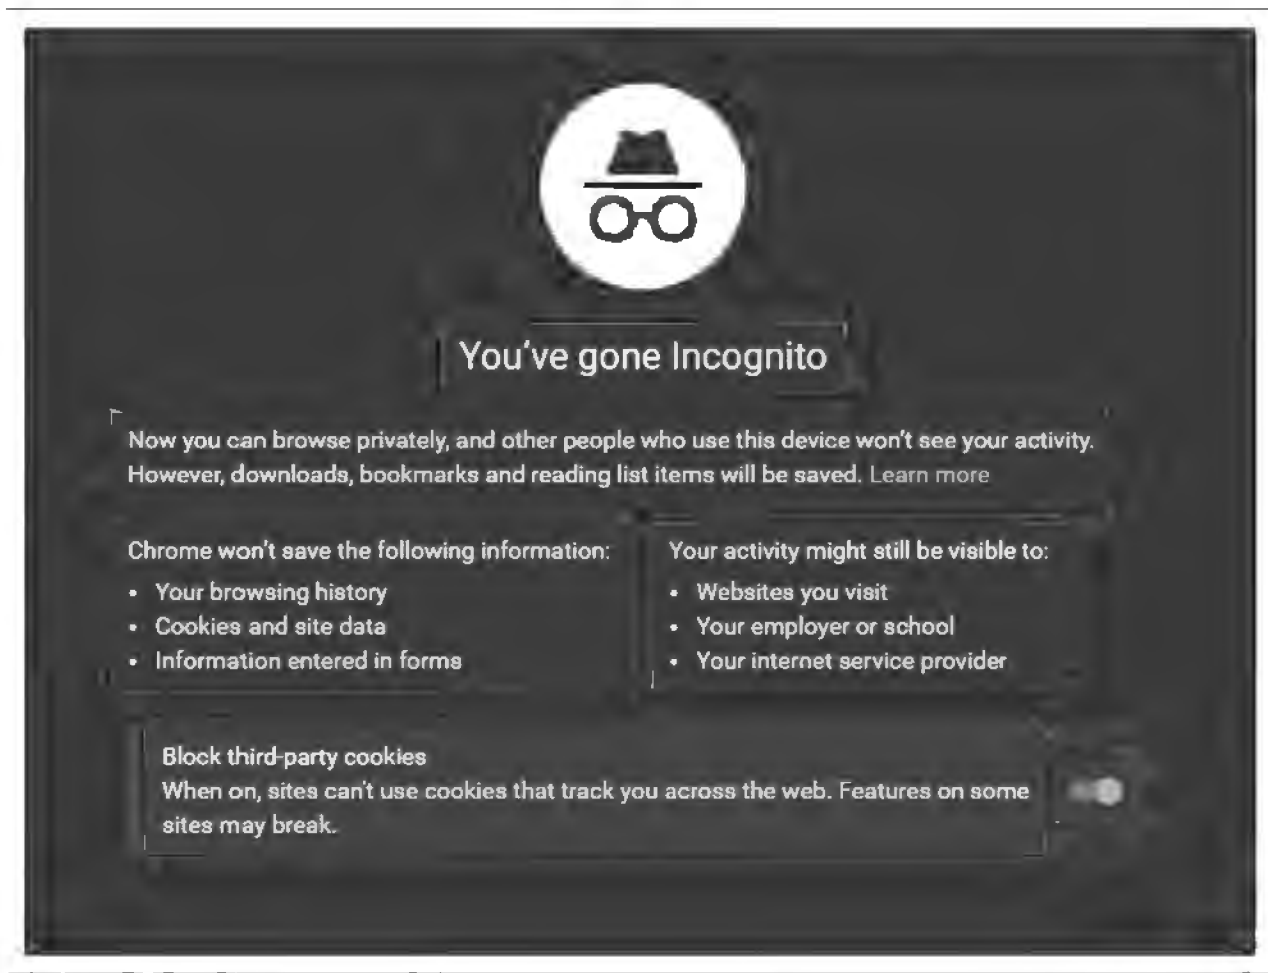 You've gone Incognito
Now you can browse privately, and other people who use this device won't see your activity.
However, downloads, bookmarks and reading list items will be saved. Learn more
Chrome won't save the following information:
• Your browsing history
• Cookies and site data
• Information entered in forms
Your activity might still be visible to:
• Websites you visit
• Your employer or school
• Your internet service provider
Block third-party cookies
When on, sites can't use cookies that track you across the web. Features on some
sites may break.